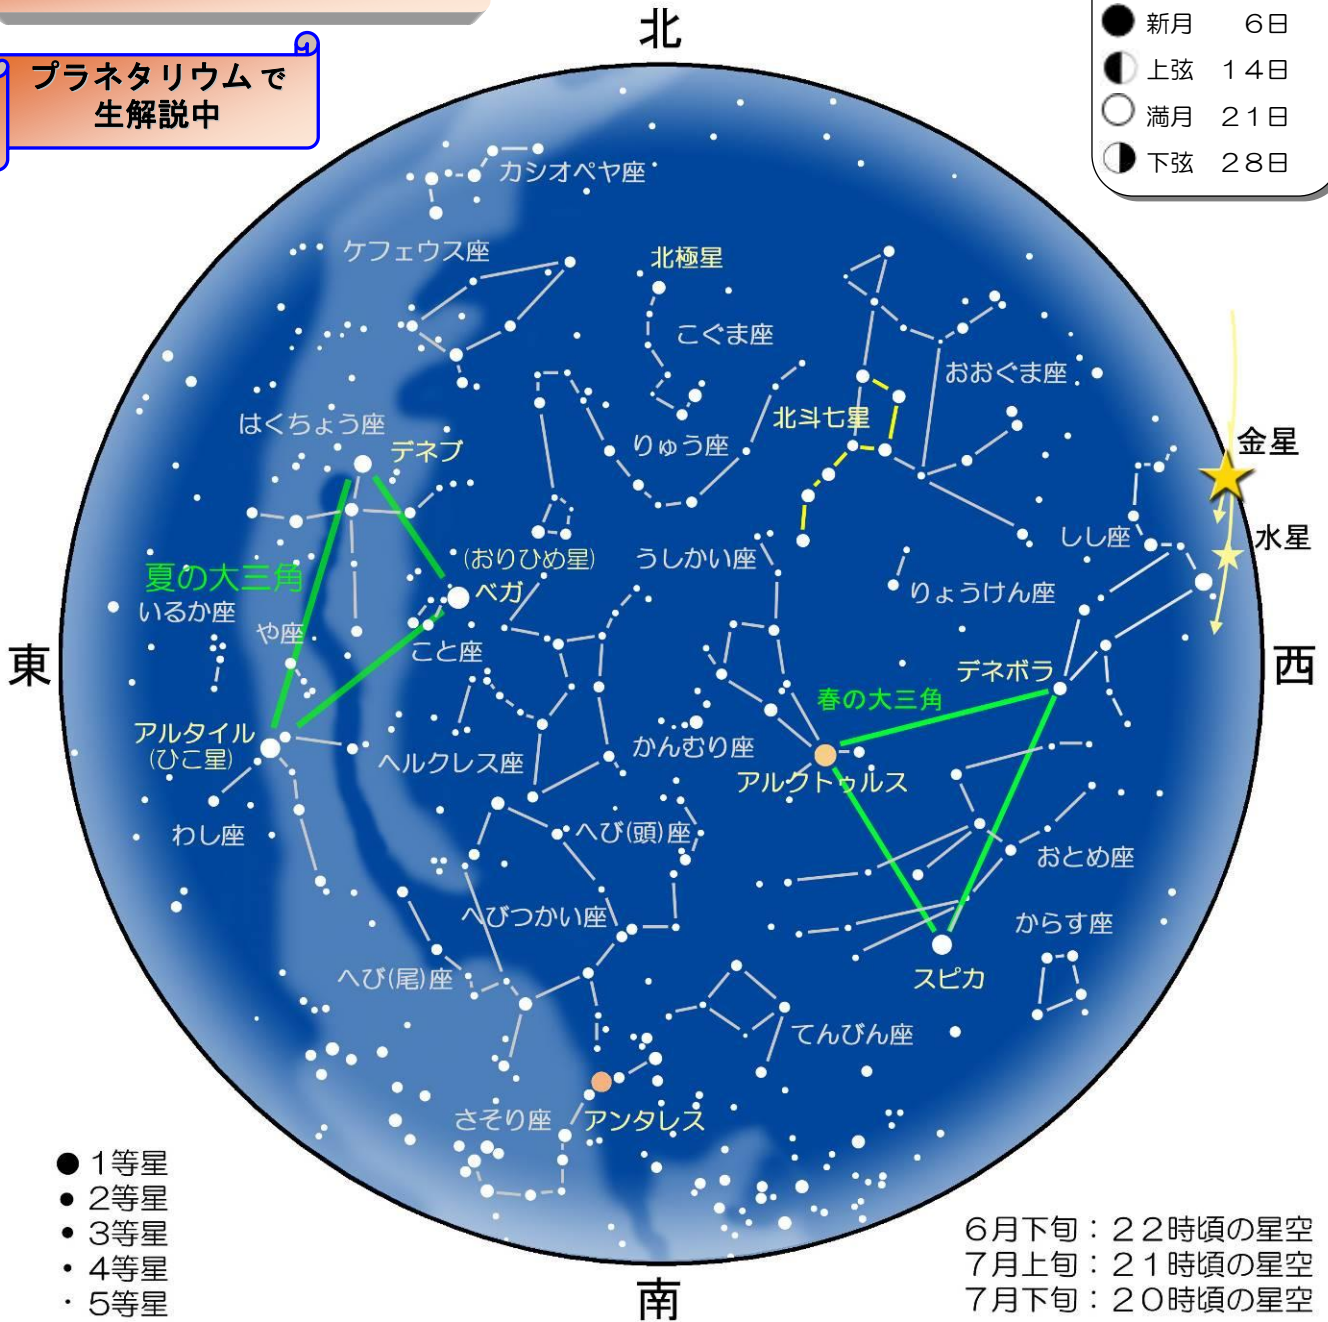 北
プラネタリウムで
生解説中
新月　　６日
上弦　１４日
満月　２１日
下弦　２８日
カシオペヤ座
ケフェウス座
北極星
こぐま座
おおぐま座
はくちょう座
デネブ
りゅう座
北斗七星
金星
水星
しし座
(おりひめ星)
ベガ
うしかい座
りょうけん座
夏の大三角
いるか座
や座
こと座
東
西
デネボラ
春の大三角
アルタイル
(ひこ星)
ヘルクレス座
かんむり座
アルクトゥルス
わし座
へび(頭)座
おとめ座
へびつかい座
からす座
へび(尾)座
スピカ
てんびん座
さそり座
アンタレス
1等星
2等星
3等星
4等星
5等星
６月下旬：２２時頃の星空
７月上旬：２１時頃の星空
７月下旬：２０時頃の星空
南